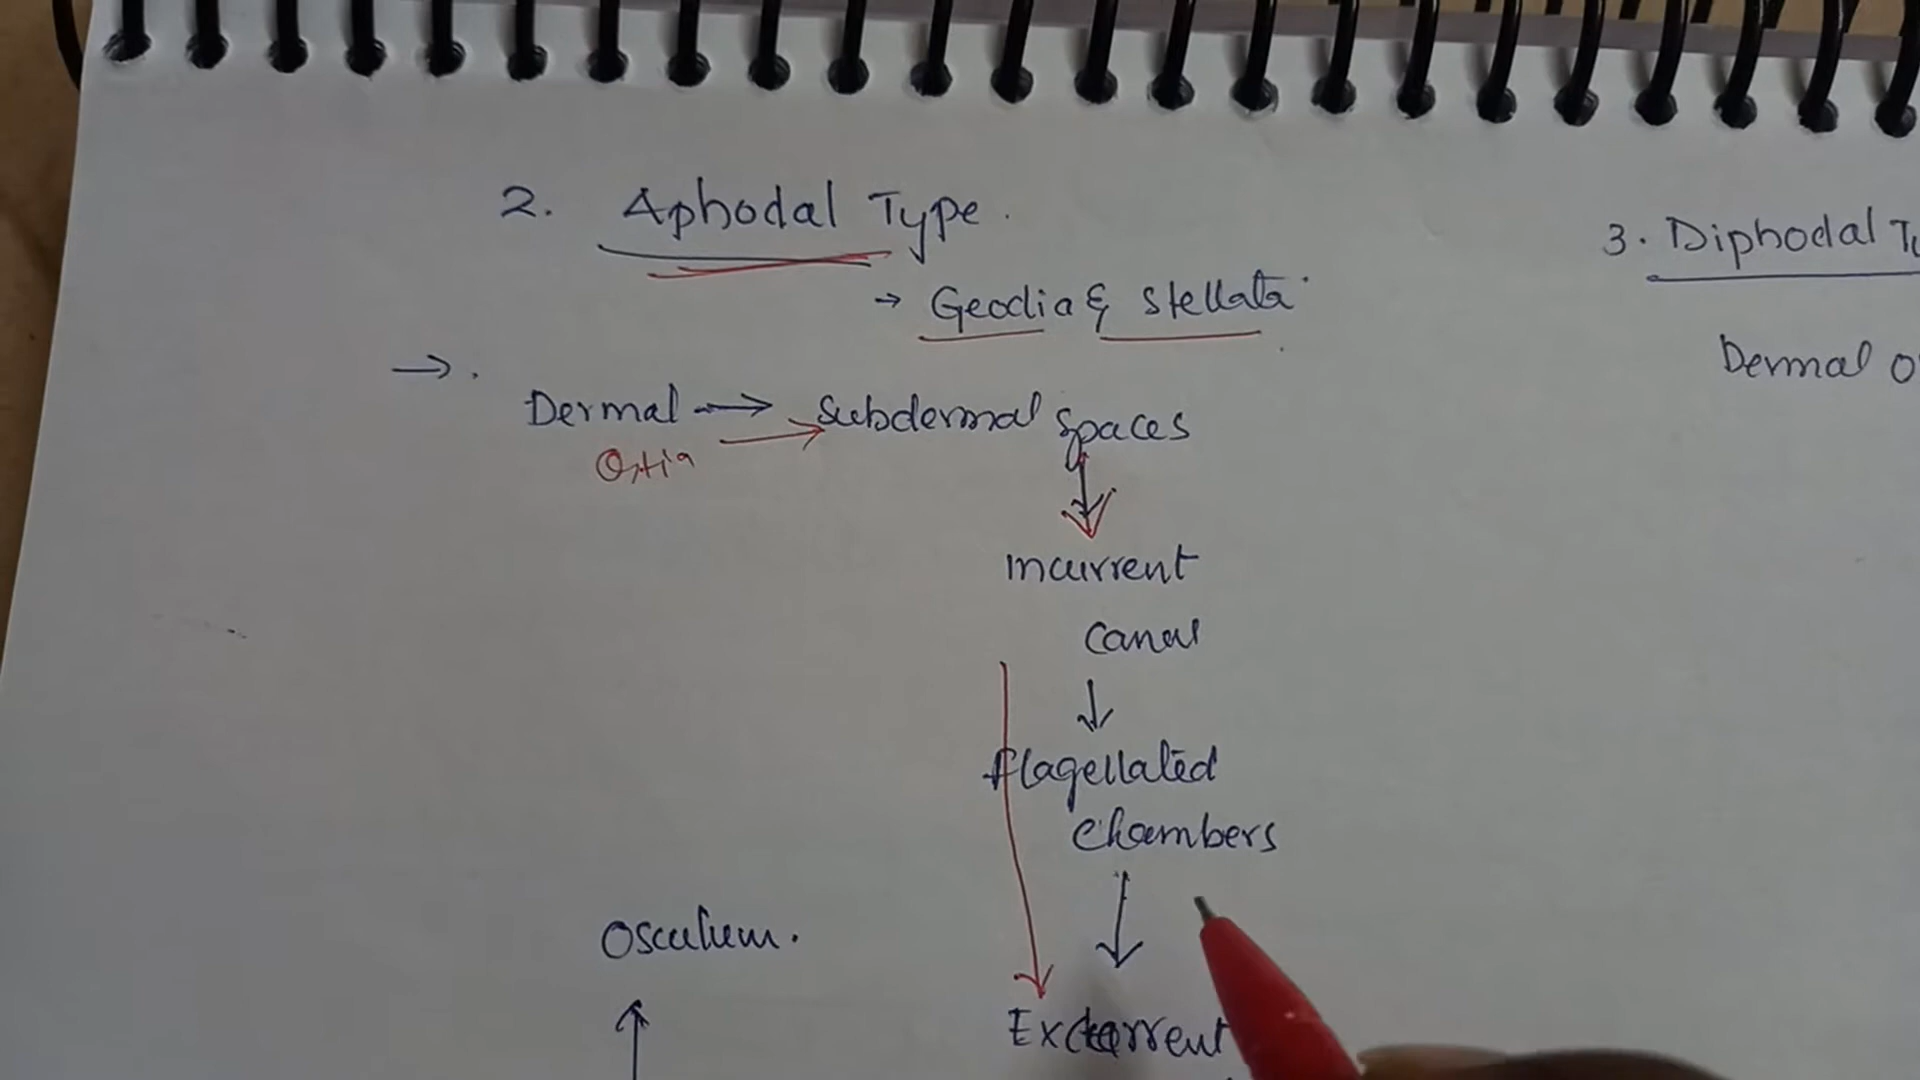 2. Aphodal Type.
→ Geodia & Stellata
→. Dermal → Subdermal spaces
Ostia →
↓
incurrent
canal
↓
flagellated
chambers
↓
Excurrent
Osculum.
↑
3. Diphodal
Dermal